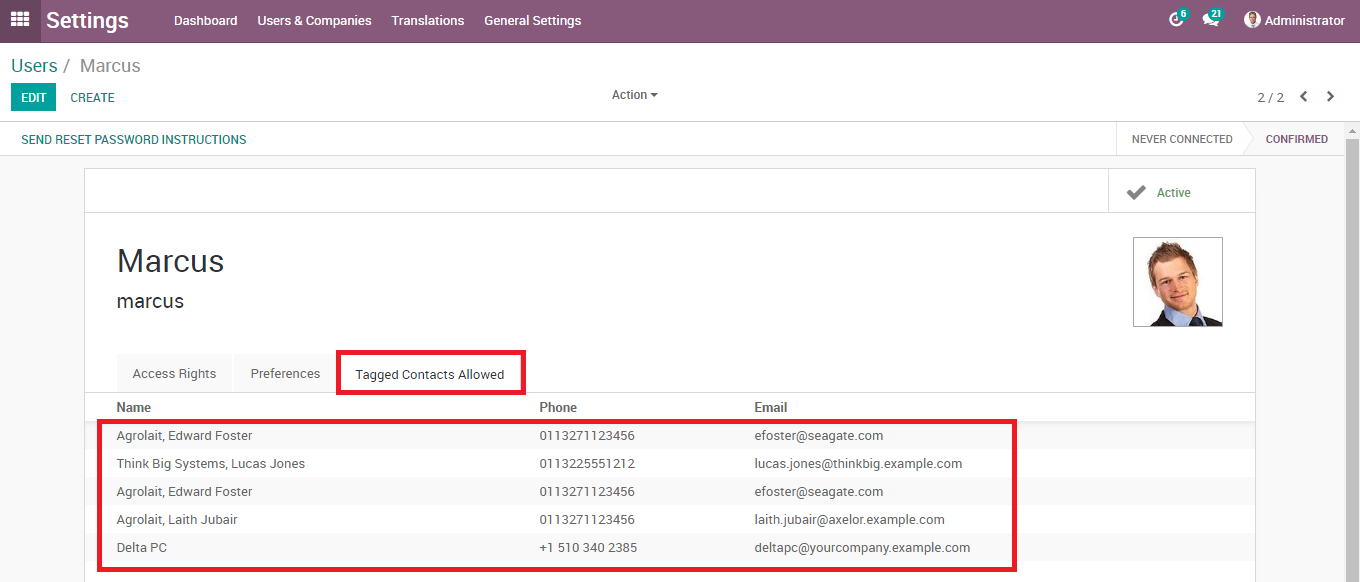 Settings Dashboard Users & Companies Translations General Settings 6 21 Administrator
Users / Marcus
EDIT CREATE Action 2 / 2
SEND RESET PASSWORD INSTRUCTIONS NEVER CONNECTED CONFIRMED
Active
Marcus
marcus
Access Rights Preferences Tagged Contacts Allowed
Name Phone Email
Agrolait, Edward Foster 0113271123456 efoster@seagate.com
Think Big Systems, Lucas Jones 0113225551212 lucas.jones@thinkbig.example.com
Agrolait, Edward Foster 0113271123456 efoster@seagate.com
Agrolait, Laith Jubair 0113271123456 laith.jubair@axelor.example.com
Delta PC +1 510 340 2385 deltapc@yourcompany.example.com